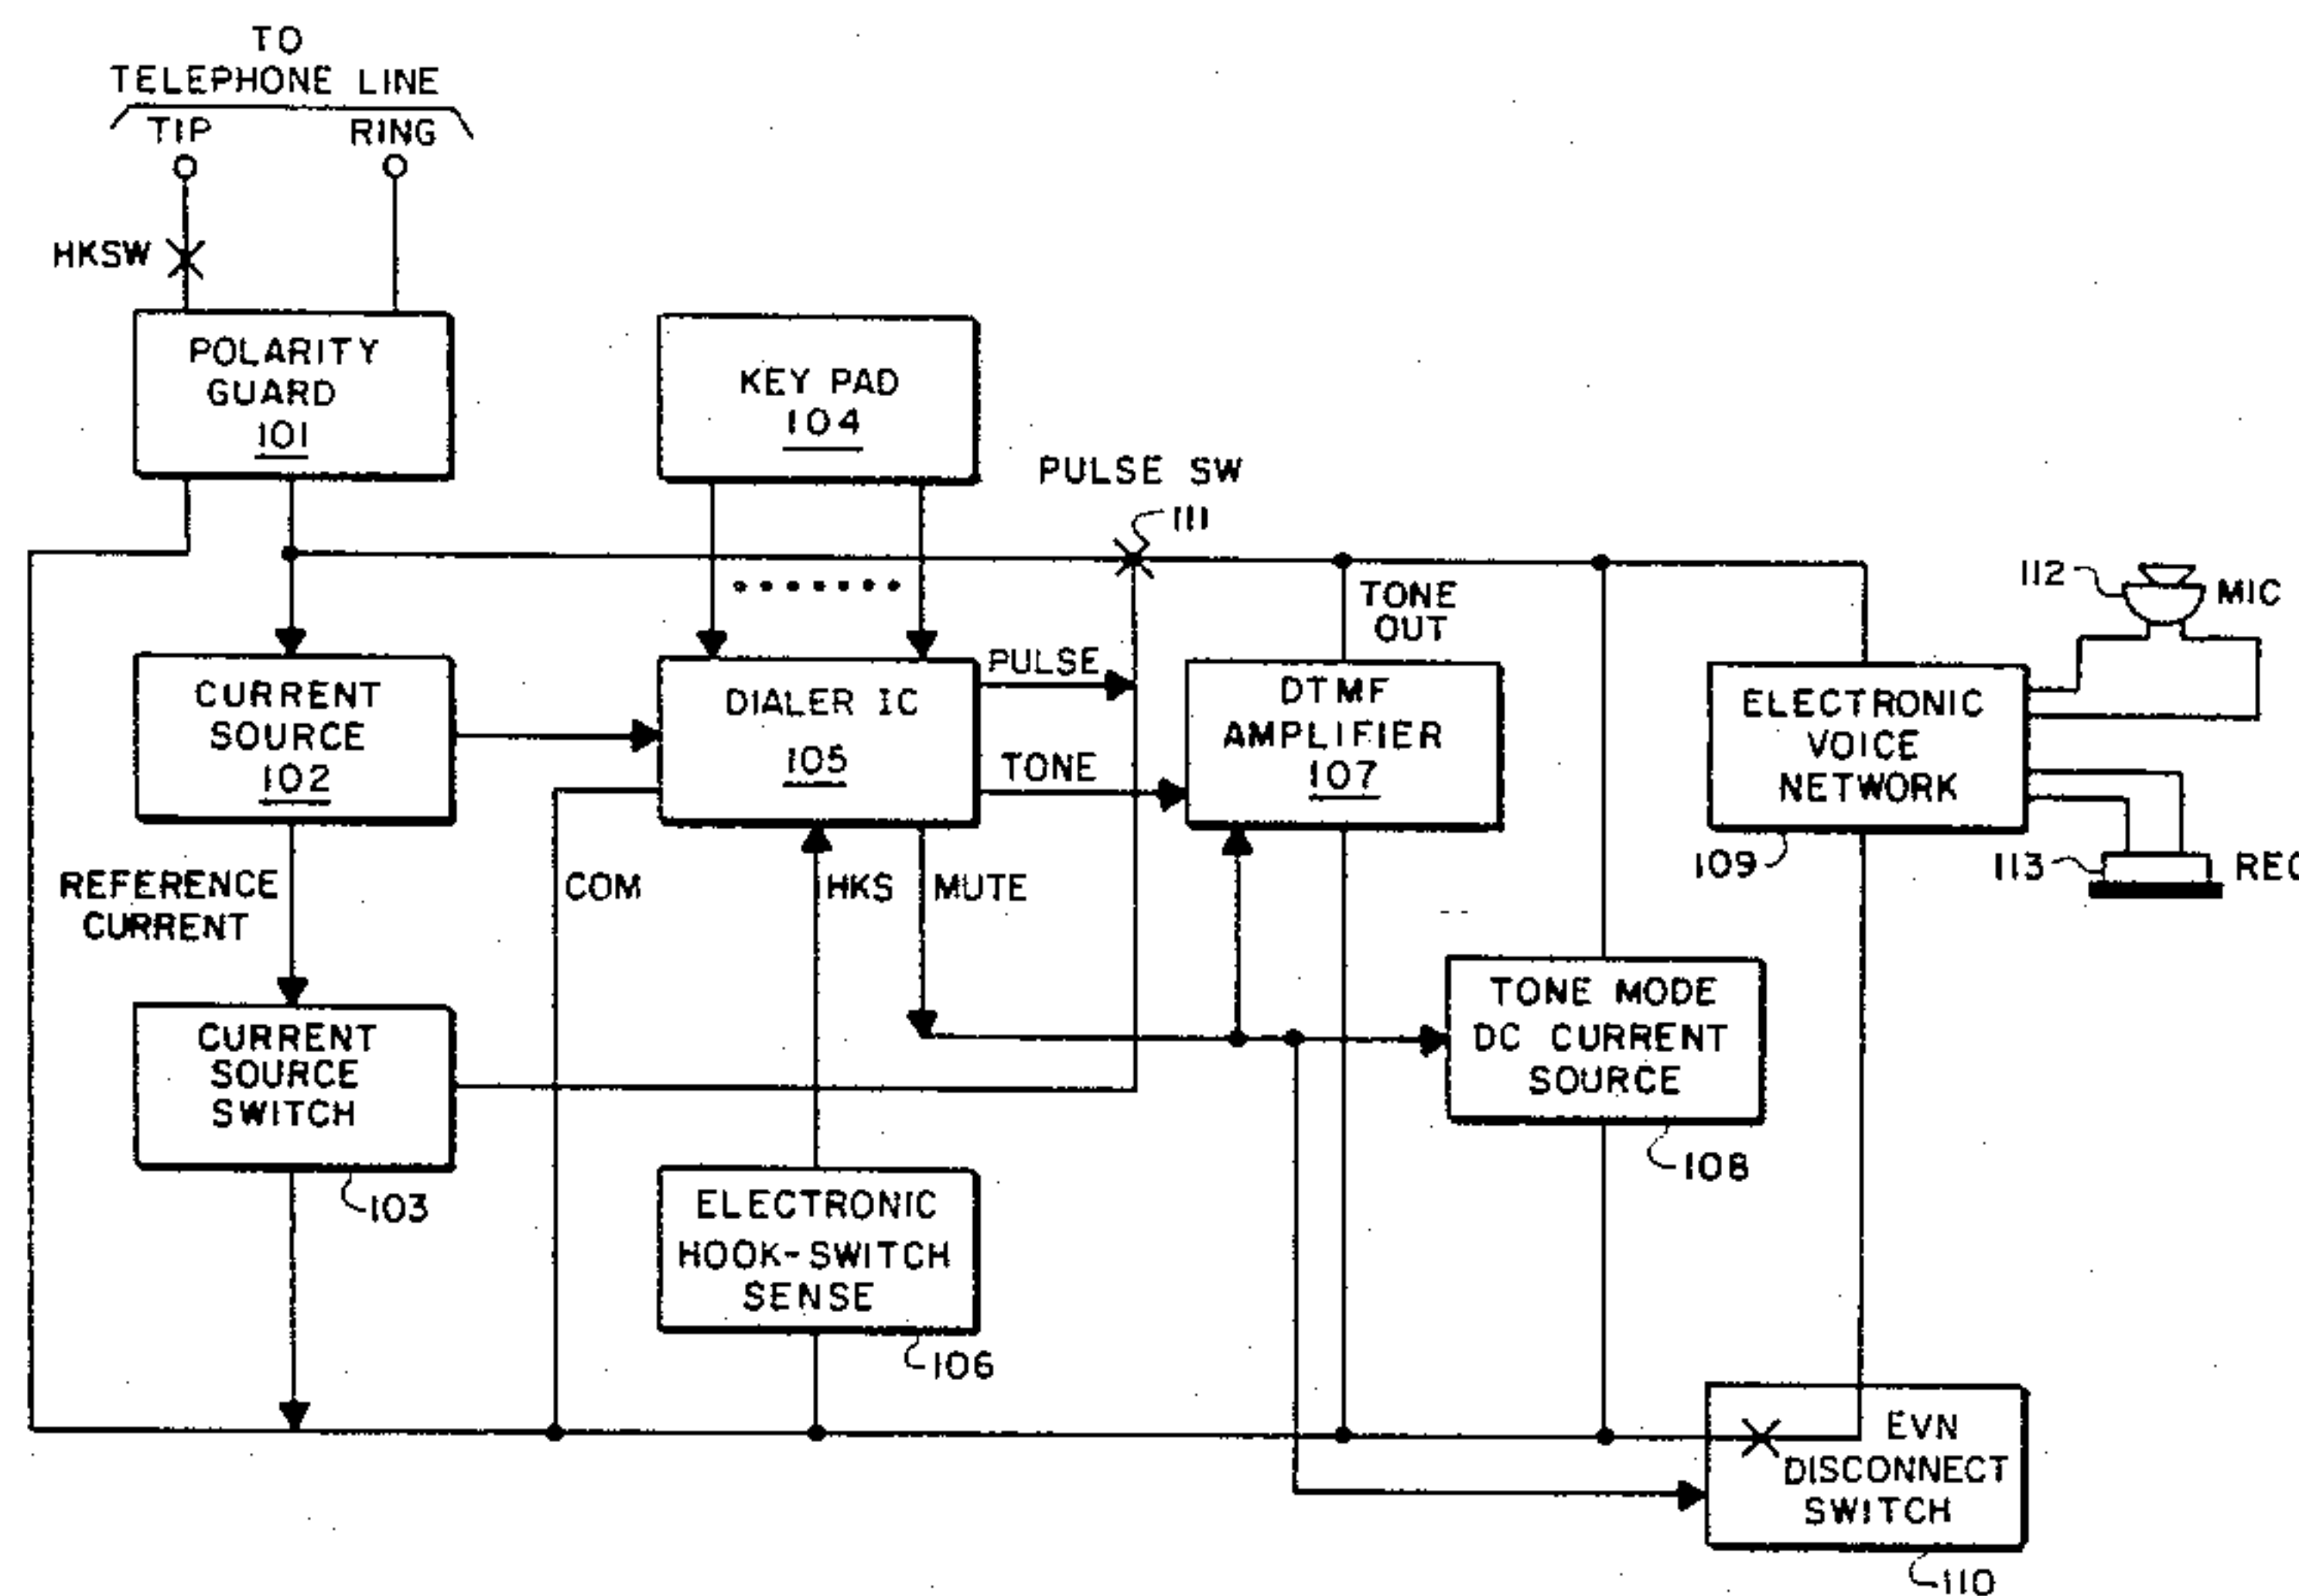 TO
TELEPHONE LINE
TIP
RING
HKSW
POLARITY
GUARD
101
KEY PAD
104
PULSE SW
111
TONE
OUT
112
MIC
CURRENT
SOURCE
102
DIALER IC
105
PULSE
TONE
DTMF
AMPLIFIER
107
ELECTRONIC
VOICE
NETWORK
109
113
REC
REFERENCE
CURRENT
COM
HKS
MUTE
CURRENT
SOURCE
SWITCH
103
TONE MODE
DC CURRENT
SOURCE
108
ELECTRONIC
HOOK-SWITCH
SENSE
106
EVN
DISCONNECT
SWITCH
110